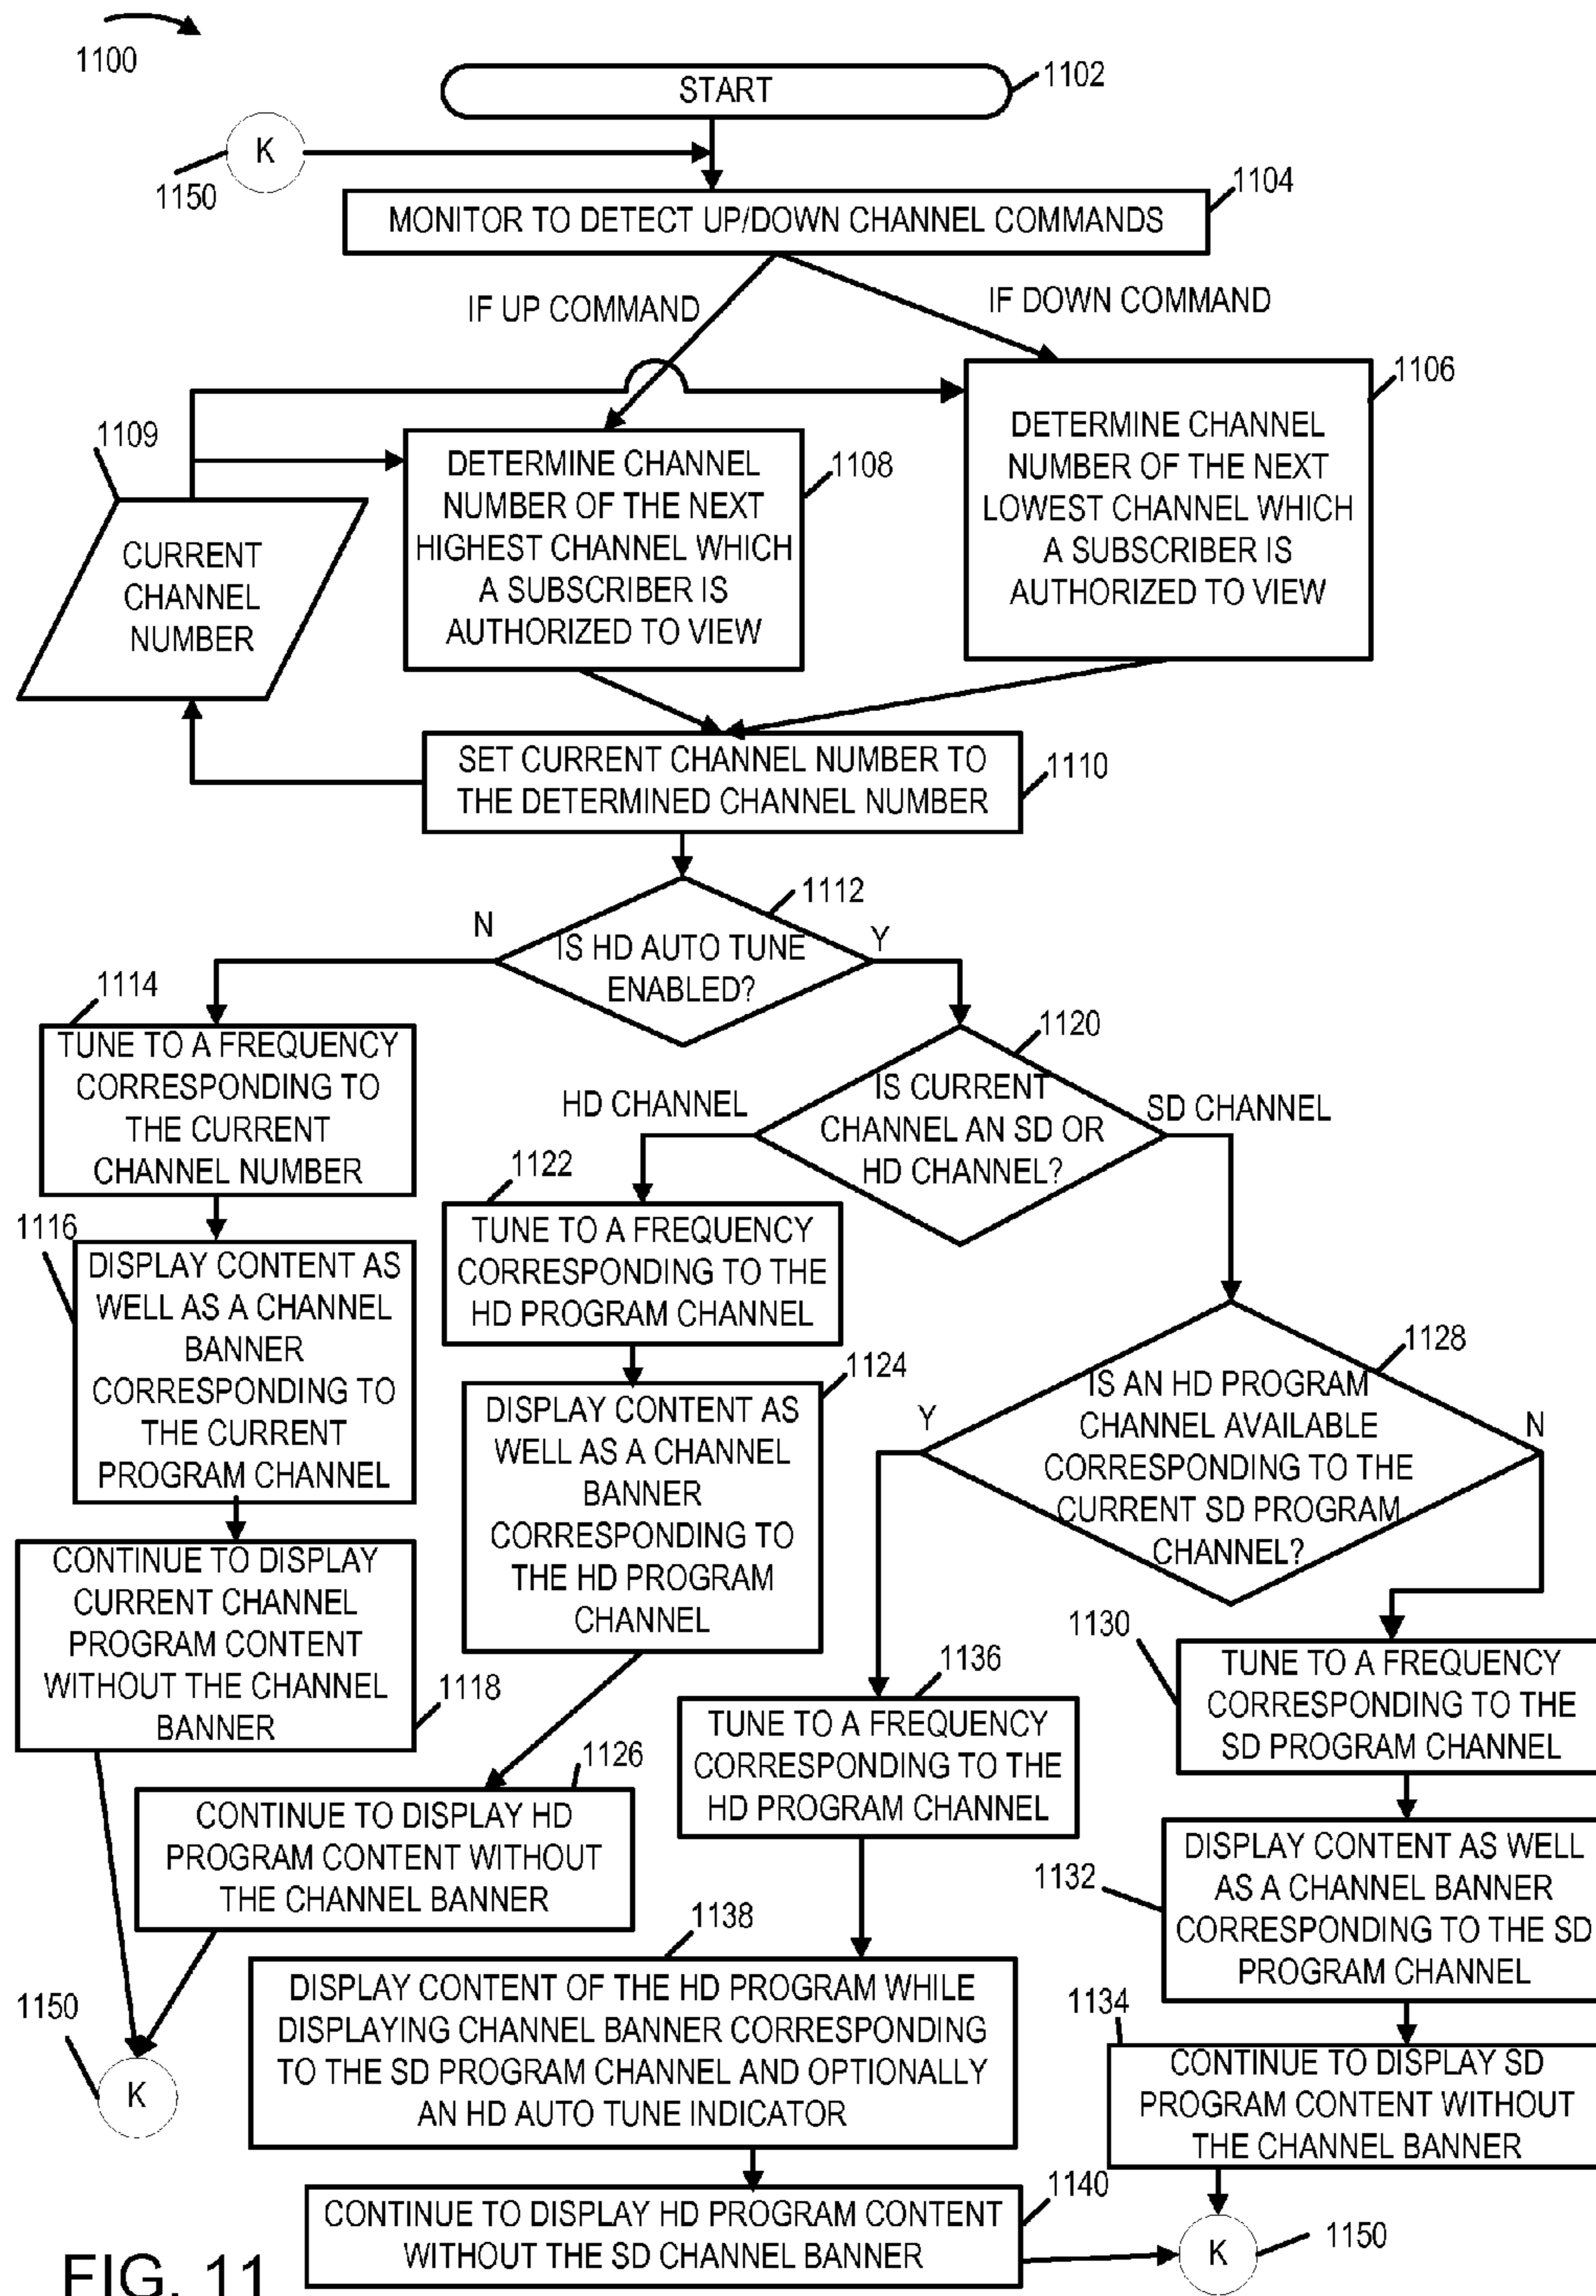 1100
START
1102
K
1150
1104
MONITOR TO DETECT UP/DOWN CHANNEL COMMANDS
IF UP COMMAND
IF DOWN COMMAND
1106
DETERMINE CHANNEL
NUMBER OF THE NEXT
LOWEST CHANNEL WHICH
A SUBSCRIBER IS
AUTHORIZED TO VIEW
1109
CURRENT
CHANNEL
NUMBER
1108
DETERMINE CHANNEL
NUMBER OF THE NEXT
HIGHEST CHANNEL WHICH
A SUBSCRIBER IS
AUTHORIZED TO VIEW
SET CURRENT CHANNEL NUMBER TO
THE DETERMINED CHANNEL NUMBER
1110
1112
N
IS HD AUTO TUNE
ENABLED?
Y
1114
TUNE TO A FREQUENCY
CORRESPONDING TO
THE CURRENT
CHANNEL NUMBER
1120
HD CHANNEL
IS CURRENT
CHANNEL AN SD OR
HD CHANNEL?
SD CHANNEL
1116
DISPLAY CONTENT AS
WELL AS A CHANNEL
BANNER
CORRESPONDING TO
THE CURRENT
PROGRAM CHANNEL
1122
TUNE TO A FREQUENCY
CORRESPONDING TO THE
HD PROGRAM CHANNEL
1124
DISPLAY CONTENT AS
WELL AS A CHANNEL
BANNER
CORRESPONDING TO
THE HD PROGRAM
CHANNEL
1128
Y
IS AN HD PROGRAM
CHANNEL AVAILABLE
CORRESPONDING TO THE
CURRENT SD PROGRAM
CHANNEL?
N
CONTINUE TO DISPLAY
CURRENT CHANNEL
PROGRAM CONTENT
WITHOUT THE CHANNEL
BANNER
1118
1130
TUNE TO A FREQUENCY
CORRESPONDING TO THE
SD PROGRAM CHANNEL
1136
TUNE TO A FREQUENCY
CORRESPONDING TO THE
HD PROGRAM CHANNEL
1126
CONTINUE TO DISPLAY HD
PROGRAM CONTENT WITHOUT
THE CHANNEL BANNER
1132
DISPLAY CONTENT AS WELL
AS A CHANNEL BANNER
CORRESPONDING TO THE SD
PROGRAM CHANNEL
1138
DISPLAY CONTENT OF THE HD PROGRAM WHILE
DISPLAYING CHANNEL BANNER CORRESPONDING
TO THE SD PROGRAM CHANNEL AND OPTIONALLY
AN HD AUTO TUNE INDICATOR
1150
K
1134
CONTINUE TO DISPLAY SD
PROGRAM CONTENT WITHOUT
THE CHANNEL BANNER
1140
CONTINUE TO DISPLAY HD PROGRAM CONTENT
WITHOUT THE SD CHANNEL BANNER
K
1150
FIG. 11